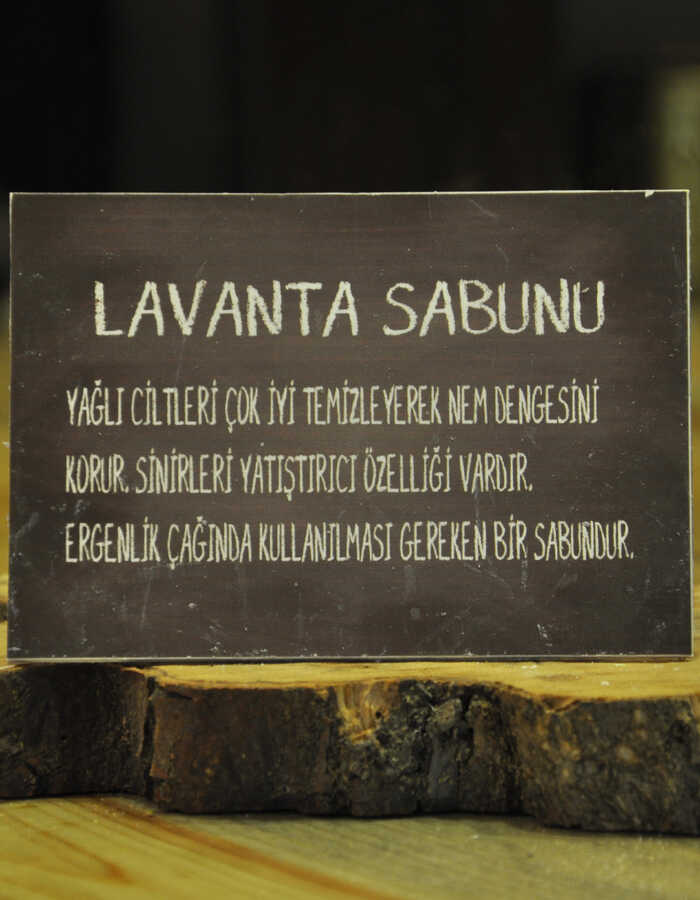 LAVANTA SABUNU
YAĞLI CİLTLERİ ÇOK İYİ TEMİZLEYEREK NEM DENGESİNİ
KORUR. SİNİRLERİ YATIŞTIRICI ÖZELLİĞİ VARDIR.
ERGENLİK ÇAĞINDA KULLANILMASI GEREKEN BİR SABUNDUR.